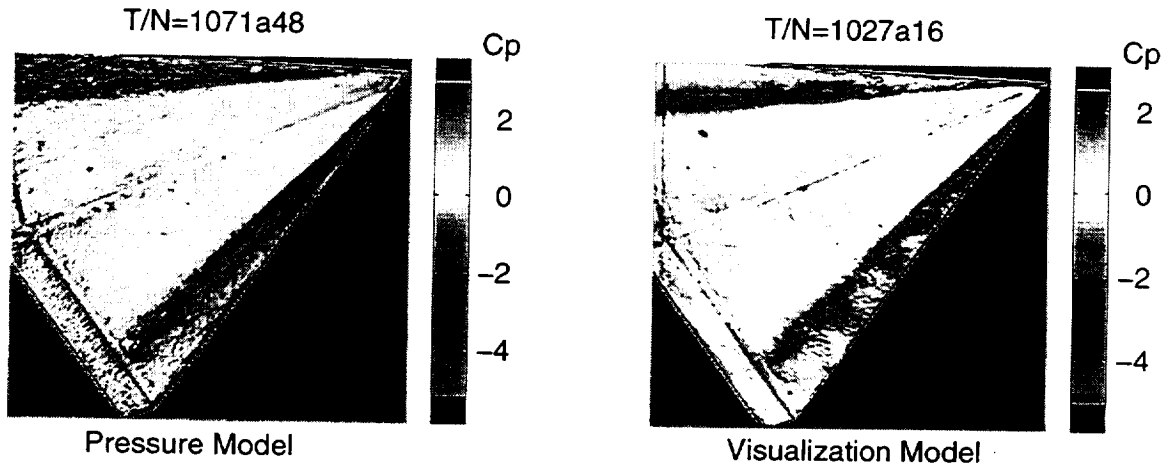 T/N=1071a48
Cp
2
0
−2
−4
Pressure Model
T/N=1027a16
Cp
2
0
−2
−4
Visualization Model